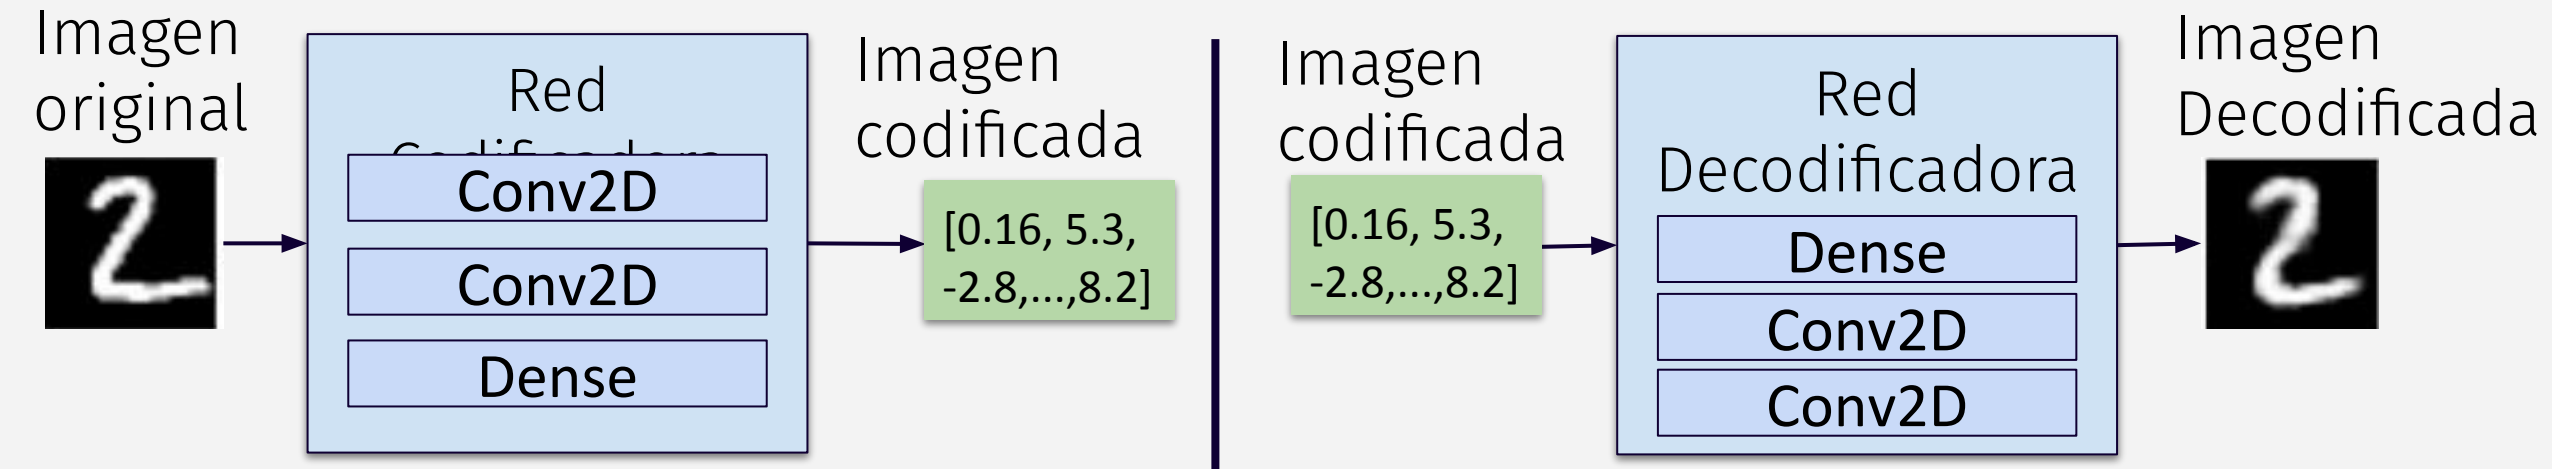 Imagen
original
Red
Codificadora
Conv2D
Conv2D
Dense
Imagen
codificada
[0.16, 5.3,
-2.8,...,8.2]
Imagen
codificada
[0.16, 5.3,
-2.8,...,8.2]
Red
Decodificadora
Dense
Conv2D
Conv2D
Imagen
Decodificada